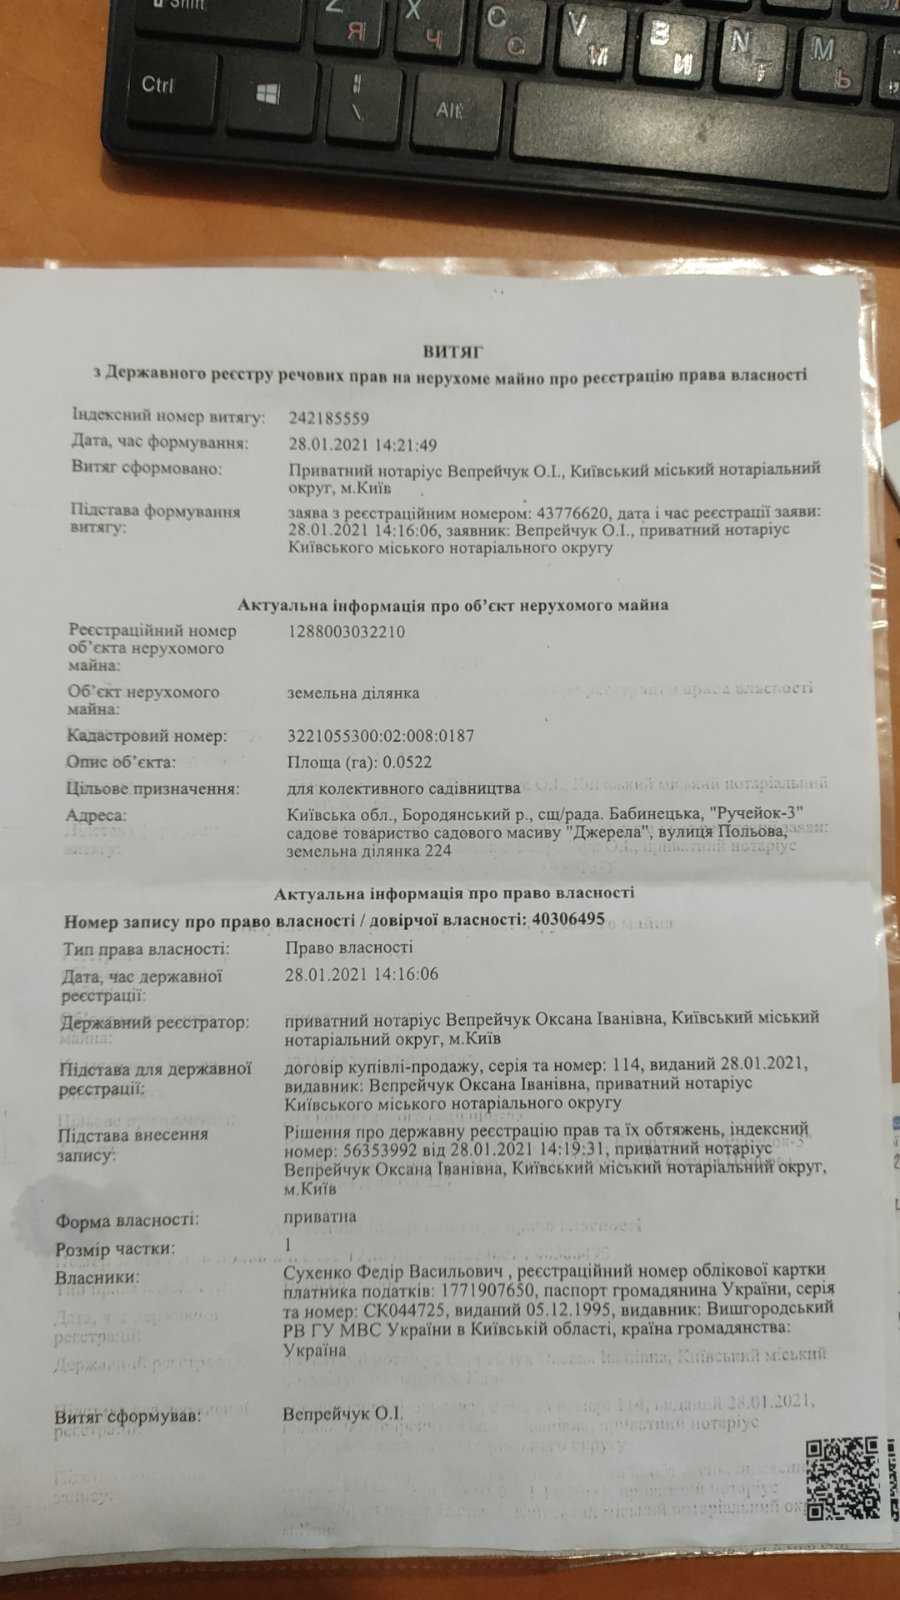 Shift
Z Я
X Ч
C С
V М
B И
N Т
M Ь
Ctrl
Alt
ВИТЯГ
з Державного реєстру речових прав на нерухоме майно про реєстрацію права власності
Індексний номер витягу: 242185559
Дата, час формування: 28.01.2021 14:21:49
Витяг сформовано: Приватний нотаріус Вепрейчук О.І., Київський міський нотаріальний
округ, м.Київ
Підстава формування заява з реєстраційним номером: 43776620, дата і час реєстрації заяви:
витягу: 28.01.2021 14:16:06, заявник: Вепрейчук О.І., приватний нотаріус
Київського міського нотаріального округу
Актуальна інформація про об'єкт нерухомого майна
Реєстраційний номер 1288003032210
об'єкта нерухомого
майна:
Об'єкт нерухомого земельна ділянка
майна:
Кадастровий номер: 3221055300:02:008:0187
Опис об'єкта: Площа (га): 0.0522
Цільове призначення: для колективного садівництва
Адреса: Київська обл., Бородянський р., сщ/рада. Бабинецька, "Ручейок-3"
садове товариство садового масиву "Джерела", вулиця Польова,
земельна ділянка 224
Актуальна інформація про право власності
Номер запису про право власності / довірчої власності: 40306495
Тип права власності: Право власності
Дата, час державної 28.01.2021 14:16:06
реєстрації:
Державний реєстратор: приватний нотаріус Вепрейчук Оксана Іванівна, Київський міський
нотаріальний округ, м.Київ
Підстава для державної договір купівлі-продажу, серія та номер: 114, виданий 28.01.2021,
реєстрації: видавник: Вепрейчук Оксана Іванівна, приватний нотаріус
Київського міського нотаріального округу
Підстава внесення Рішення про державну реєстрацію прав та їх обтяжень, індексний
запису: номер: 56353992 від 28.01.2021 14:19:31, приватний нотаріус
Вепрейчук Оксана Іванівна, Київський міський нотаріальний округ,
м.Київ
Форма власності: приватна
Розмір частки: 1
Власники: Сухенко Федір Васильович , реєстраційний номер облікової картки
платника податків: 1771907650, паспорт громадянина України, серія
та номер: СК044725, виданий 05.12.1995, видавник: Вишгородський
РВ ГУ МВС України в Київській області, країна громадянства:
Україна
Витяг сформував: Вепрейчук О.І.